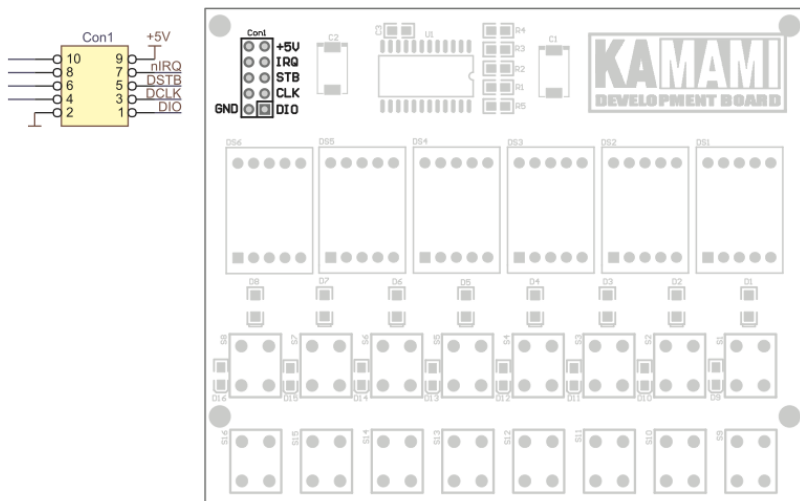 Con1
10 9 +5V
8 7 nIRQ
6 5 DSTB
4 3 DCLK
2 1 DIO
Con1
+5V
IRQ
STB
CLK
GND DIO
C2
C3
U1
R4
R3
R2
R1
R5
C1
KAMAMI
DEVELOPMENT BOARD
DS6 DS5 DS4 DS3 DS2 DS1
D8 D7 D6 D5 D4 D3 D2 D1
S8 S7 S6 S5 S4 S3 S2 S1
D16 D15 D14 D13 D12 D11 D10 D9
S16 S15 S14 S13 S12 S11 S10 S9